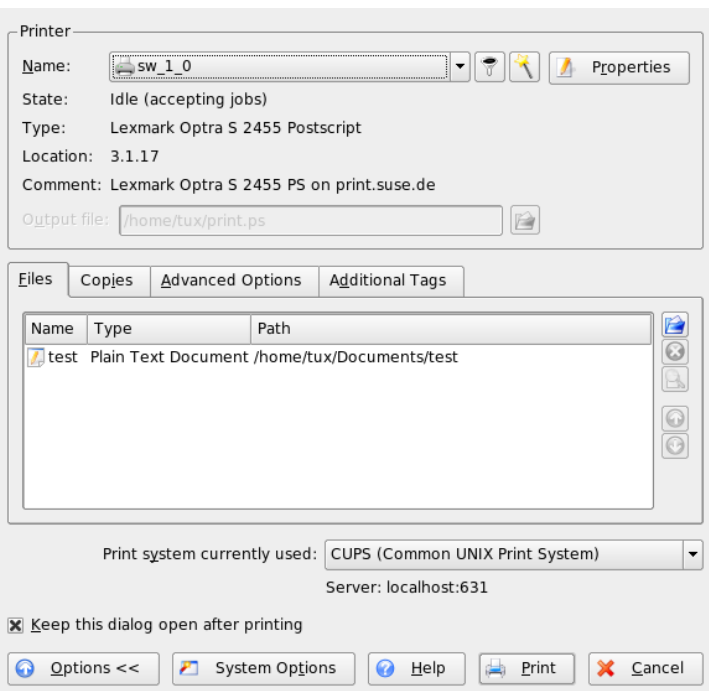 Printer
Name: sw_1_0 Properties
State: Idle (accepting jobs)
Type: Lexmark Optra S 2455 Postscript
Location: 3.1.17
Comment: Lexmark Optra S 2455 PS on print.suse.de
Output file: /home/tux/print.ps
Files Copies Advanced Options Additional Tags
Name Type Path
test Plain Text Document /home/tux/Documents/test
Print system currently used: CUPS (Common UNIX Print System)
Server: localhost:631
Keep this dialog open after printing
Options << System Options Help Print Cancel